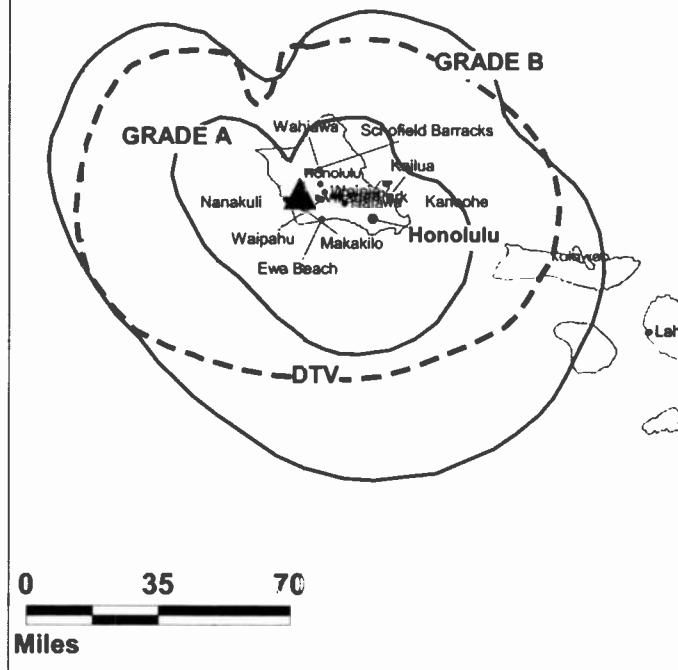 GRADE B
GRADE A
Wahiawa
Schofield Barracks
Honolulu
Kailua
Nanakuli
Kaneohe
Waipahu
Makakilo
Honolulu
Ewa Beach
Lah
DTV
0 35 70
Miles